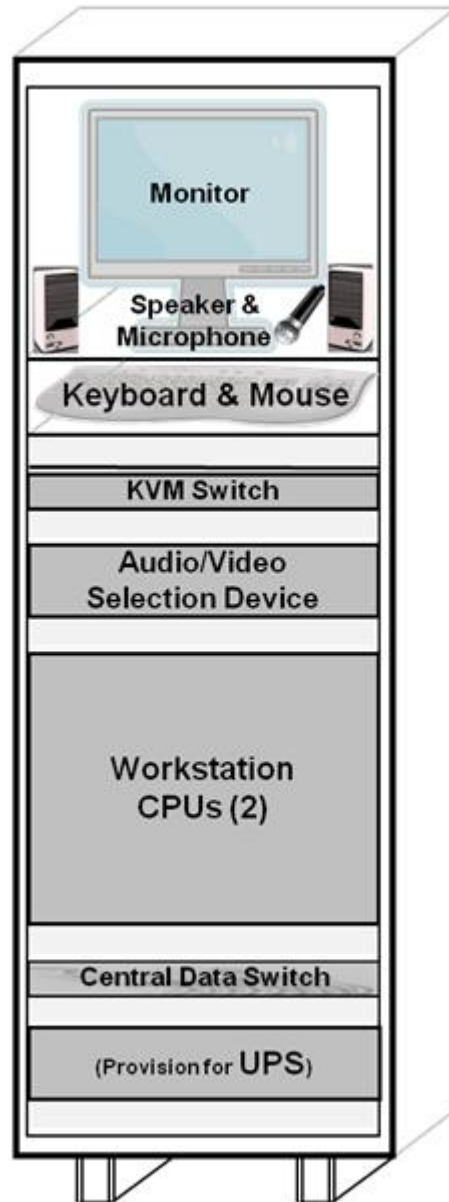 Monitor
Speaker &
Microphone
Keyboard & Mouse
KVM Switch
Audio/Video
Selection Device
Workstation
CPUs (2)
Central Data Switch
(Provision for UPS)